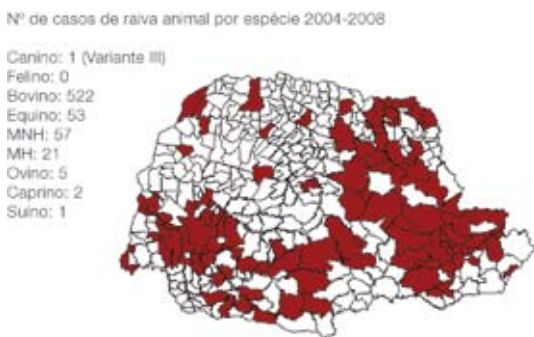 Nº de casos de raiva animal por espécie 2004-2008
Canino: 1 (Variante III)
Felino: 0
Bovino: 522
Equino: 53
MNH: 57
MH: 21
Ovino: 5
Caprino: 2
Suíno: 1